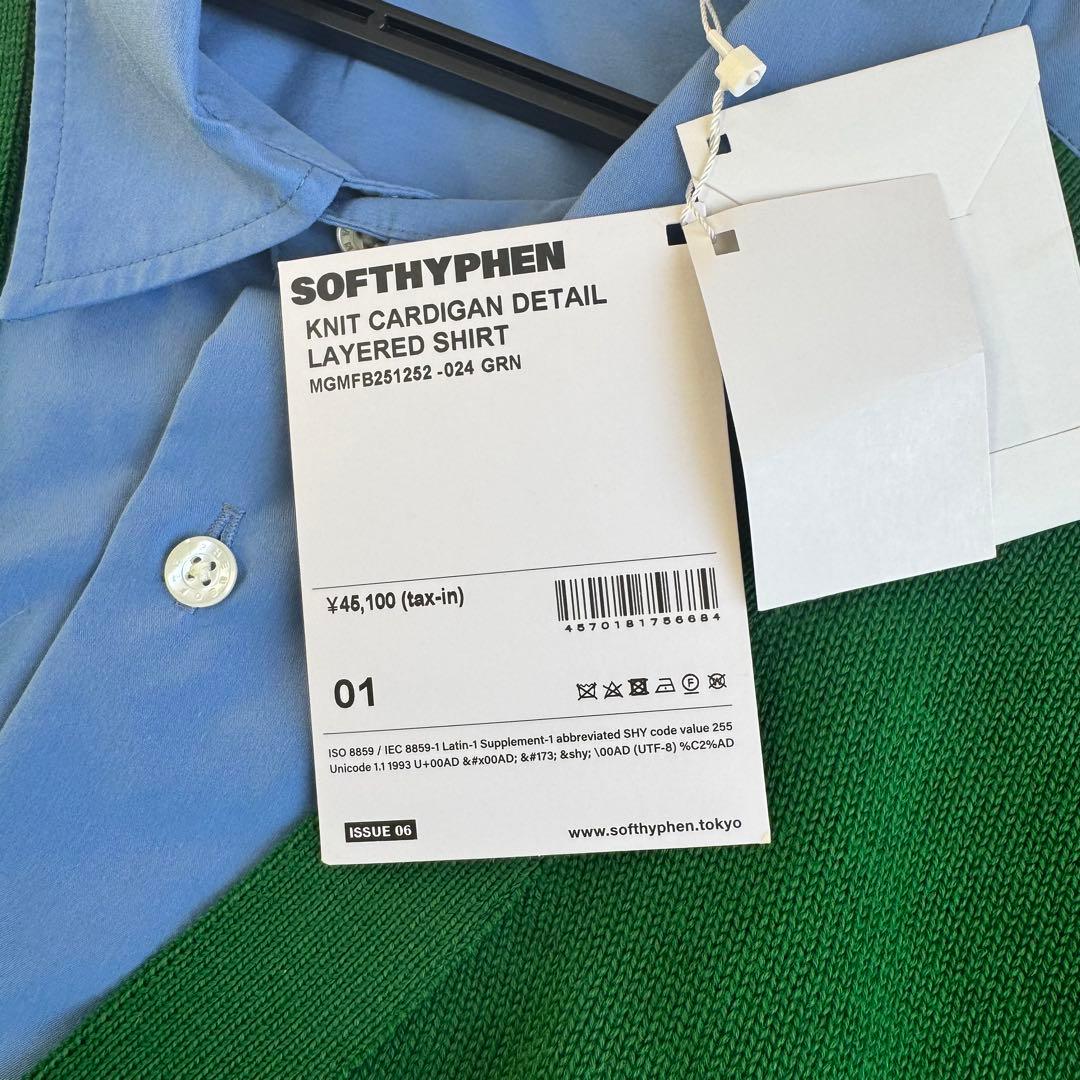 SOFTHYPHEN
KNIT CARDIGAN DETAIL
LAYERED SHIRT
MGMFB251252 -024 GRN
¥45,100 (tax-in)
4570181756684
01
F
W
ISO 8859 / IEC 8859-1 Latin-1 Supplement-1 abbreviated SHY code value 255
Unicode 1.1 1993 U+00AD &#x00AD; &#173; &shy; \00AD (UTF-8) %C2%AD
ISSUE 06
www.softhyphen.tokyo